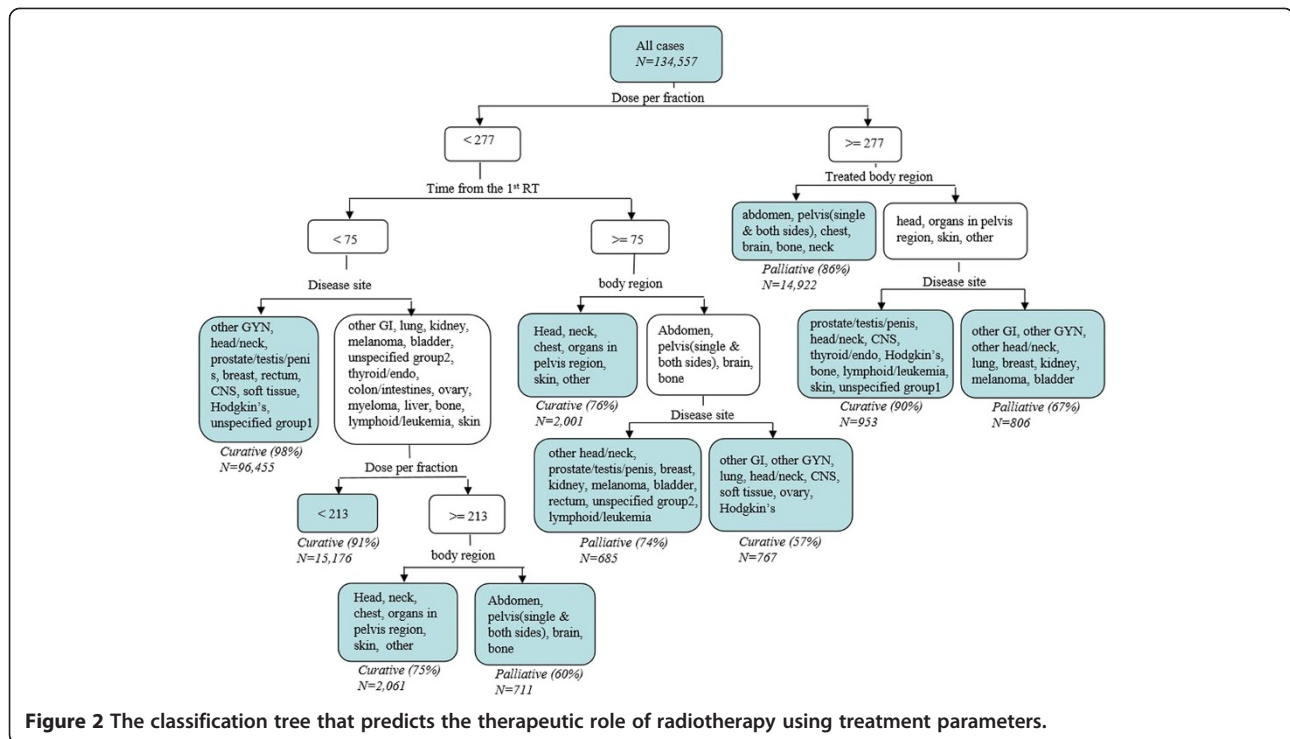 All cases
N=134,557
Dose per fraction
< 277
>= 277
Time from the 1st RT
Treated body region
< 75
>= 75
abdomen, pelvis(single
& both sides), chest,
brain, bone, neck
Palliative (86%)
N=14,922
head, organs in pelvis
region, skin, other
Disease site
body region
Disease site
other GYN,
head/neck,
prostate/testis/peni
s, breast, rectum,
CNS, soft tissue,
Hodgkin's,
unspecified group1
Curative (98%)
N=96,455
other GI, lung, kidney,
melanoma, bladder,
unspecified group2,
thyroid/endo,
colon/intestines, ovary,
myeloma, liver, bone,
lymphoid/leukemia, skin
Head, neck,
chest, organs in
pelvis region,
skin, other
Curative (76%)
N=2,001
Abdomen,
pelvis(single &
both sides), brain,
bone
prostate/testis/penis,
head/neck, CNS,
thyroid/endo, Hodgkin's,
bone, lymphoid/leukemia,
skin, unspecified group1
Curative (90%)
N=953
other GI, other GYN,
other head/neck,
lung, breast, kidney,
melanoma, bladder
Palliative (67%)
N=806
Dose per fraction
Disease site
< 213
Curative (91%)
N=15,176
>= 213
other head/neck,
prostate/testis/penis, breast,
kidney, melanoma, bladder,
rectum, unspecified group2,
lymphoid/leukemia
Palliative (74%)
N=685
other GI, other GYN,
lung, head/neck, CNS,
soft tissue, ovary,
Hodgkin's
Curative (57%)
N=767
body region
Head, neck,
chest, organs in
pelvis region,
skin, other
Curative (75%)
N=2,061
Abdomen,
pelvis(single &
both sides), brain,
bone
Palliative (60%)
N=711
Figure 2 The classification tree that predicts the therapeutic role of radiotherapy using treatment parameters.